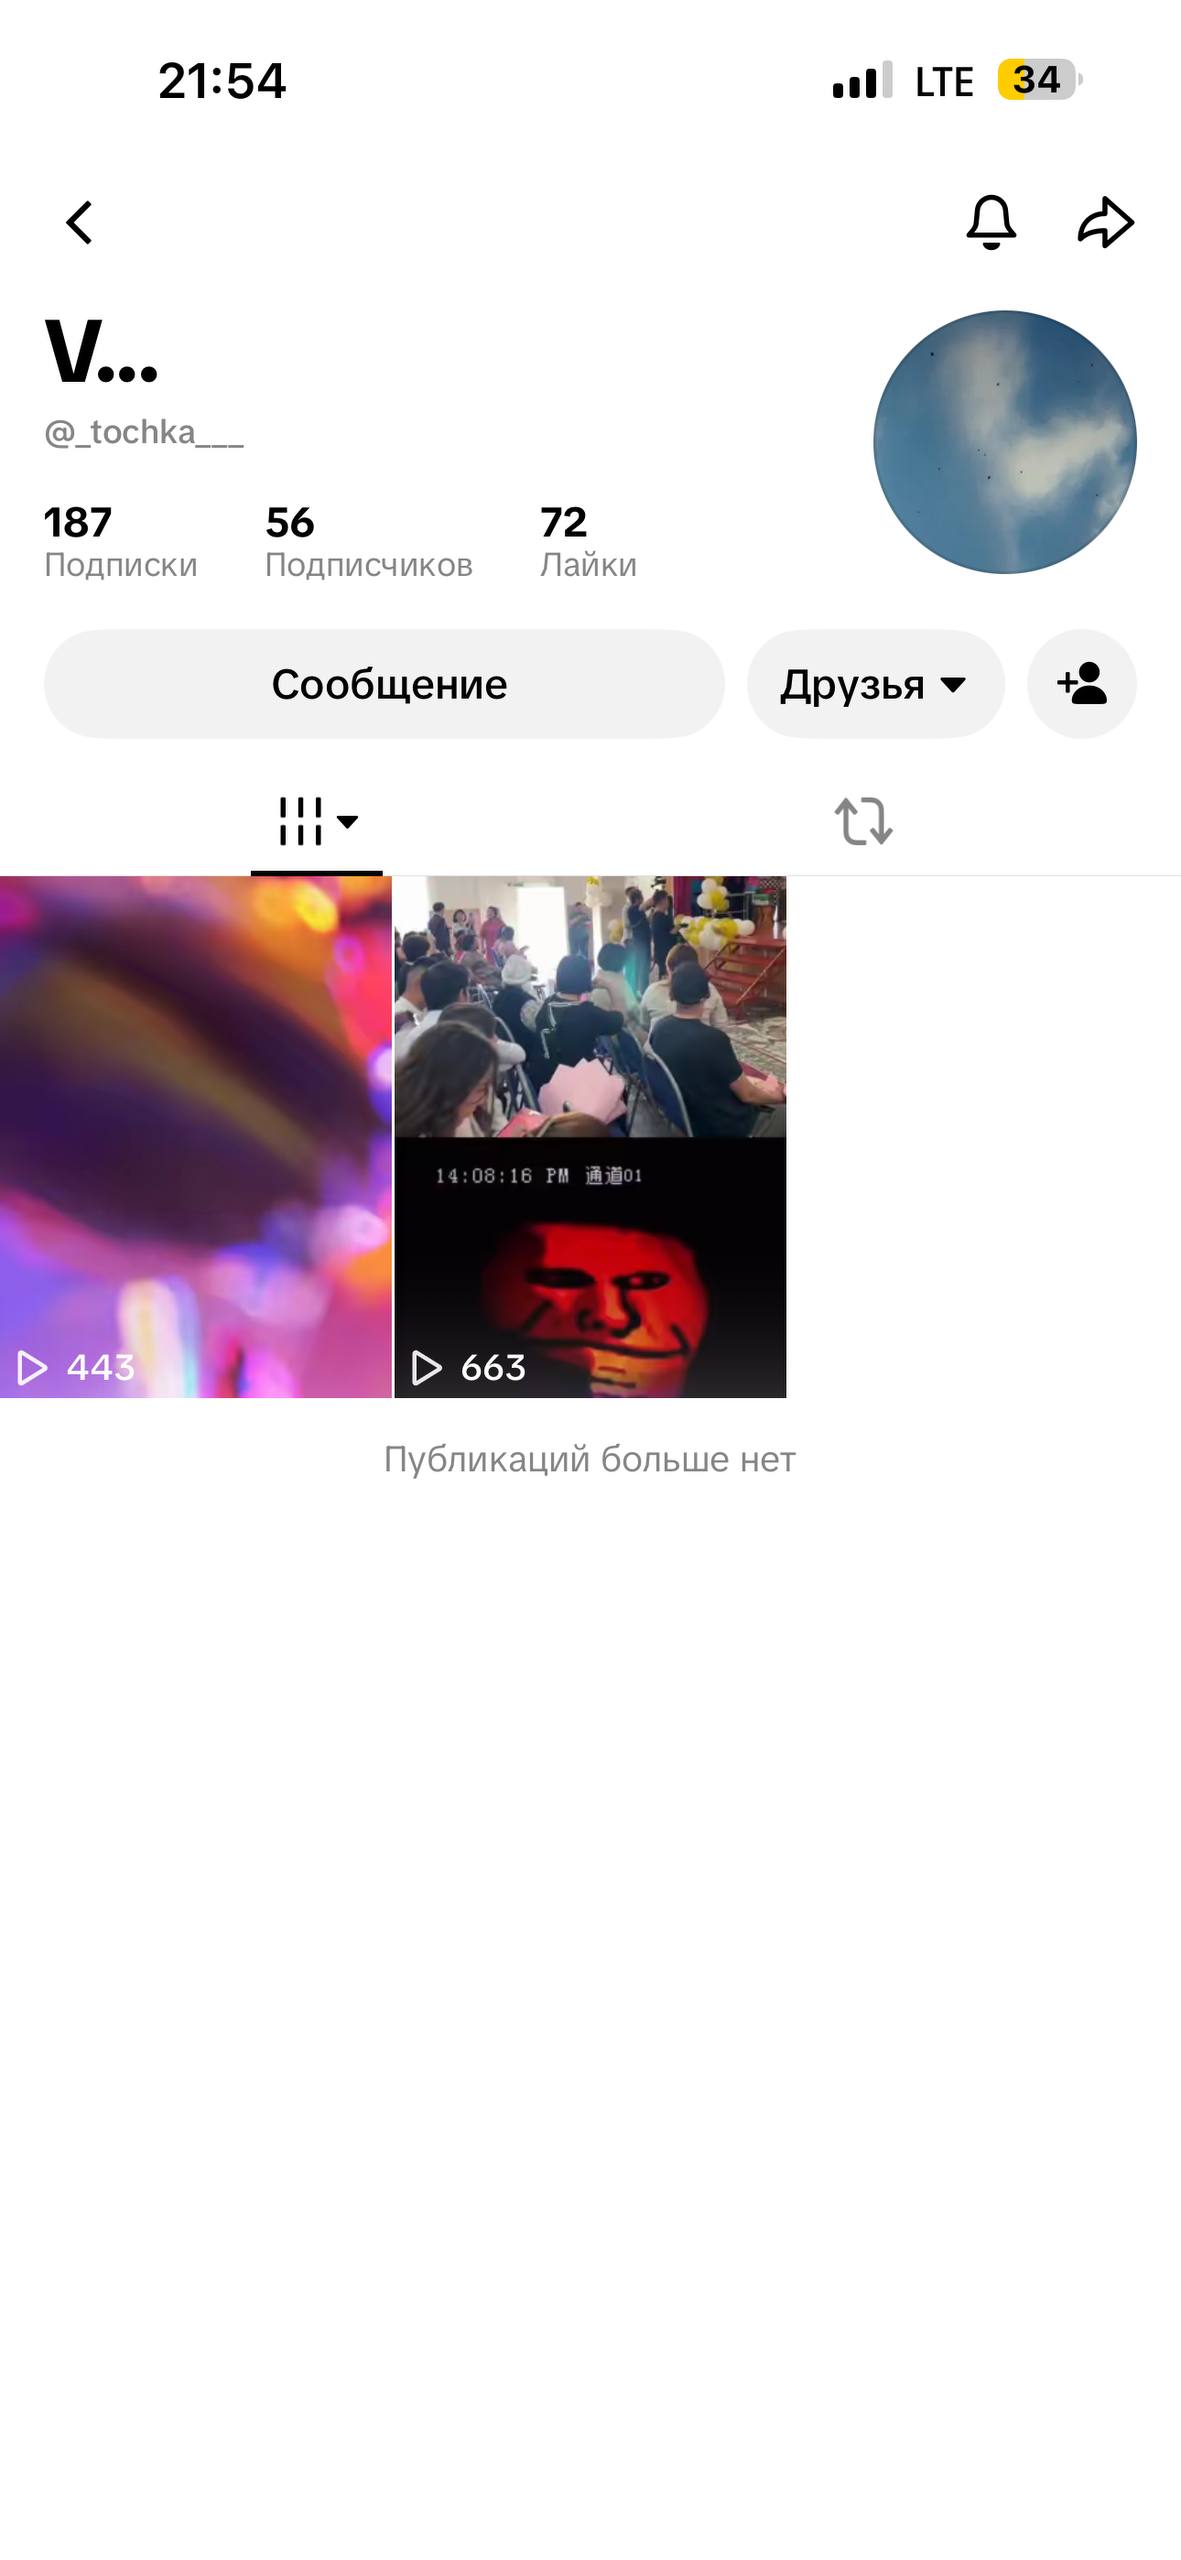 21:54
LTE 34
V...
@_tochka___
187 56 72
Подписки Подписчиков Лайки
Сообщение Друзья
14:08:16 PM 通道01
443 663
Публикаций больше нет